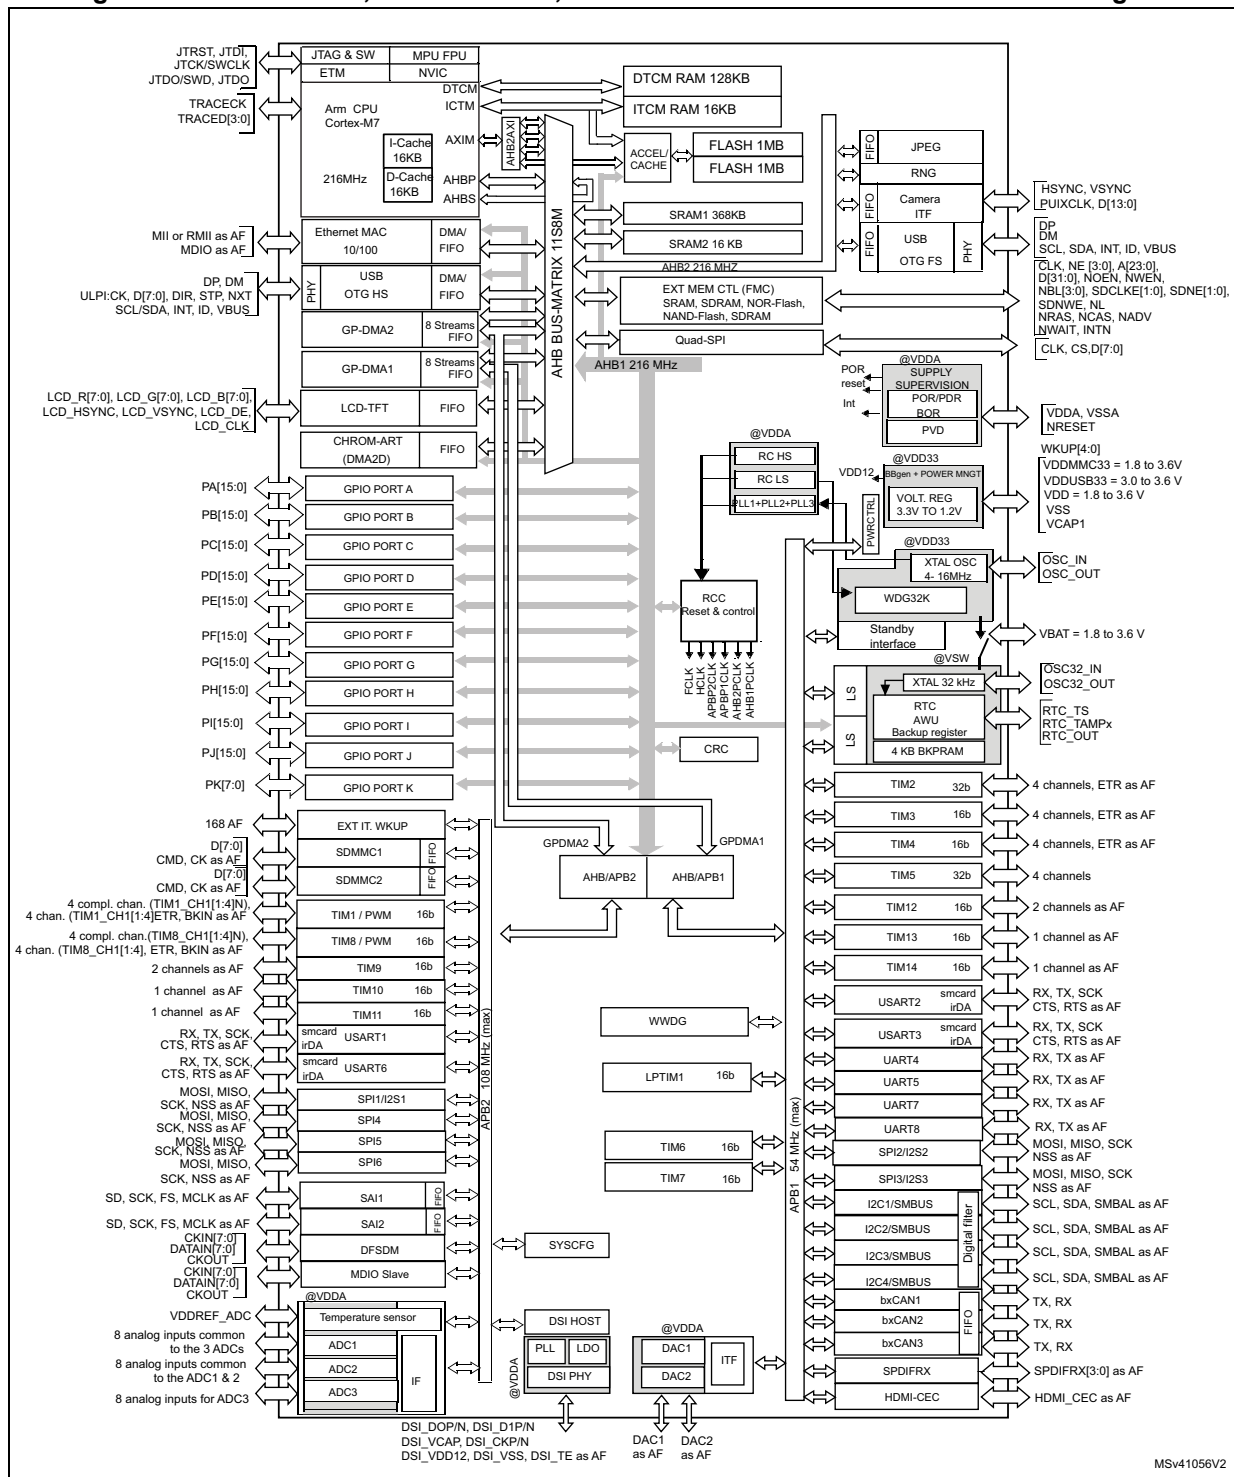 JTRST, JTDI,
JTCK/SWCLK
JTDO/SWD, JTDO
TRACECK
TRACED[3:0]
JTAG & SW
MPU FPU
ETM
NVIC
DTCM
ICTM
Arm CPU
Cortex-M7
AXIM
I-Cache
16KB
D-Cache
16KB
216MHz
AHBP
AHBS
AHB2AXI
AHB BUS-MATRIX 11S8M
DTCM RAM 128KB
ITCM RAM 16KB
ACCEL/
CACHE
FLASH 1MB
FLASH 1MB
SRAM1 368KB
SRAM2 16 KB
AHB2 216 MHZ
EXT MEM CTL (FMC)
SRAM, SDRAM, NOR-Flash,
NAND-Flash, SDRAM
Quad-SPI
AHB1 216 MHz
FIFO
JPEG
RNG
FIFO
Camera
ITF
FIFO
USB
OTG FS
PHY
HSYNC, VSYNC
PUIXCLK, D[13:0]
DP
DM
SCL, SDA, INT, ID, VBUS
CLK, NE [3:0], A[23:0],
D[31:0], NOEN, NWEN,
NBL[3:0], SDCLKE[1:0], SDNE[1:0],
SDNWE, NL
NRAS, NCAS, NADV
NWAIT, INTN
CLK, CS,D[7:0]
MII or RMII as AF
MDIO as AF
Ethernet MAC
10/100
DMA/
FIFO
DP, DM
ULPI:CK, D[7:0], DIR, STP, NXT
SCL/SDA, INT, ID, VBUS
PHY
USB
OTG HS
DMA/
FIFO
GP-DMA2
8 Streams
FIFO
GP-DMA1
8 Streams
FIFO
LCD_R[7:0], LCD_G[7:0], LCD_B[7:0],
LCD_HSYNC, LCD_VSYNC, LCD_DE,
LCD_CLK
LCD-TFT
FIFO
CHROM-ART
(DMA2D)
FIFO
@VDDA
POR
reset
Int
SUPPLY
SUPERVISION
POR/PDR
BOR
PVD
VDDA, VSSA
NRESET
WKUP[4:0]
@VDDA
RC HS
RC LS
PLL1+PLL2+PLL3
@VDD33
VDD12
BBgen + POWER MNGT
VOLT. REG
3.3V TO 1.2V
VDDMMC33 = 1.8 to 3.6V
VDDUSB33 = 3.0 to 3.6 V
VDD = 1.8 to 3.6 V
VSS
VCAP1
PWRCTRL
@VDD33
XTAL OSC
4- 16MHz
WDG32K
OSC_IN
OSC_OUT
Standby
interface
VBAT = 1.8 to 3.6 V
@VSW
LS
LS
XTAL 32 kHz
RTC
AWU
Backup register
4 KB BKPRAM
OSC32_IN
OSC32_OUT
RTC_TS
RTC_TAMPx
RTC_OUT
RCC
Reset & control
FCLK
HCLK
APBP2CLK
APBP1CLK
AHB2PCLK
AHB1PCLK
CRC
PA[15:0]
GPIO PORT A
PB[15:0]
GPIO PORT B
PC[15:0]
GPIO PORT C
PD[15:0]
GPIO PORT D
PE[15:0]
GPIO PORT E
PF[15:0]
GPIO PORT F
PG[15:0]
GPIO PORT G
PH[15:0]
GPIO PORT H
PI[15:0]
GPIO PORT I
PJ[15:0]
GPIO PORT J
PK[7:0]
GPIO PORT K
GPDMA2
GPDMA1
AHB/APB2
AHB/APB1
168 AF
EXT IT. WKUP
D[7:0]
CMD, CK as AF
SDMMC1
FIFO
D[7:0]
CMD, CK as AF
SDMMC2
FIFO
4 compl. chan. (TIM1_CH1[1:4]N),
4 chan. (TIM1_CH1[1:4]ETR, BKIN as AF
TIM1 / PWM
16b
4 compl. chan.(TIM8_CH1[1:4]N),
4 chan. (TIM8_CH1[1:4], ETR, BKIN as AF
TIM8 / PWM
16b
2 channels as AF
TIM9
16b
1 channel as AF
TIM10
16b
1 channel as AF
TIM11
16b
RX, TX, SCK,
CTS, RTS as AF
smcard
irDA
USART1
RX, TX, SCK,
CTS, RTS as AF
smcard
irDA
USART6
MOSI, MISO,
SCK, NSS as AF
SPI1/I2S1
MOSI, MISO,
SCK, NSS as AF
SPI4
MOSI, MISO,
SCK, NSS as AF
SPI5
MOSI, MISO,
SCK, NSS as AF
SPI6
SD, SCK, FS, MCLK as AF
SAI1
FIFO
SD, SCK, FS, MCLK as AF
SAI2
FIFO
CKIN[7:0]
DATAIN[7:0]
CKOUT
DFSDM
CKIN[7:0]
DATAIN[7:0]
CKOUT
MDIO Slave
@VDDA
VDDREF_ADC
Temperature sensor
8 analog inputs common
to the 3 ADCs
ADC1
8 analog inputs common
to the ADC1 & 2
ADC2
8 analog inputs for ADC3
ADC3
IF
APB2 108 MHz (max)
SYSCFG
DSI HOST
@VDDA
PLL
LDO
DSI PHY
DSI_DOP/N, DSI_D1P/N
DSI_VCAP, DSI_CKP/N
DSI_VDD12, DSI_VSS, DSI_TE as AF
@VDDA
DAC1
DAC2
ITF
DAC1
as AF
DAC2
as AF
WWDG
LPTIM1
16b
TIM6
16b
TIM7
16b
APB1 54 MHz (max)
TIM2
32b
4 channels, ETR as AF
TIM3
16b
4 channels, ETR as AF
TIM4
16b
4 channels, ETR as AF
TIM5
32b
4 channels
TIM12
16b
2 channels as AF
TIM13
16b
1 channel as AF
TIM14
16b
1 channel as AF
USART2
smcard
irDA
RX, TX, SCK
CTS, RTS as AF
USART3
smcard
irDA
RX, TX, SCK
CTS, RTS as AF
UART4
RX, TX as AF
UART5
RX, TX as AF
UART7
RX, TX as AF
UART8
RX, TX as AF
SPI2/I2S2
MOSI, MISO, SCK
NSS as AF
SPI3/I2S3
MOSI, MISO, SCK
NSS as AF
I2C1/SMBUS
SCL, SDA, SMBAL as AF
I2C2/SMBUS
SCL, SDA, SMBAL as AF
I2C3/SMBUS
SCL, SDA, SMBAL as AF
I2C4/SMBUS
SCL, SDA, SMBAL as AF
Digital filter
bxCAN1
TX, RX
bxCAN2
TX, RX
bxCAN3
TX, RX
FIFO
SPDIFRX
SPDIFRX[3:0] as AF
HDMI-CEC
HDMI_CEC as AF
MSv41056V2